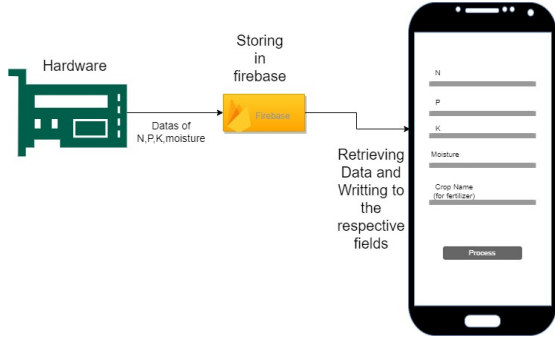 Hardware
Datas of
N,P,K,moisture
Storing
in
firebase
Firebase
Retrieving
Data and
Writting to
the
respective
fields
N
P
K
Moisture
Crop Name
(for fertilizer)
Process